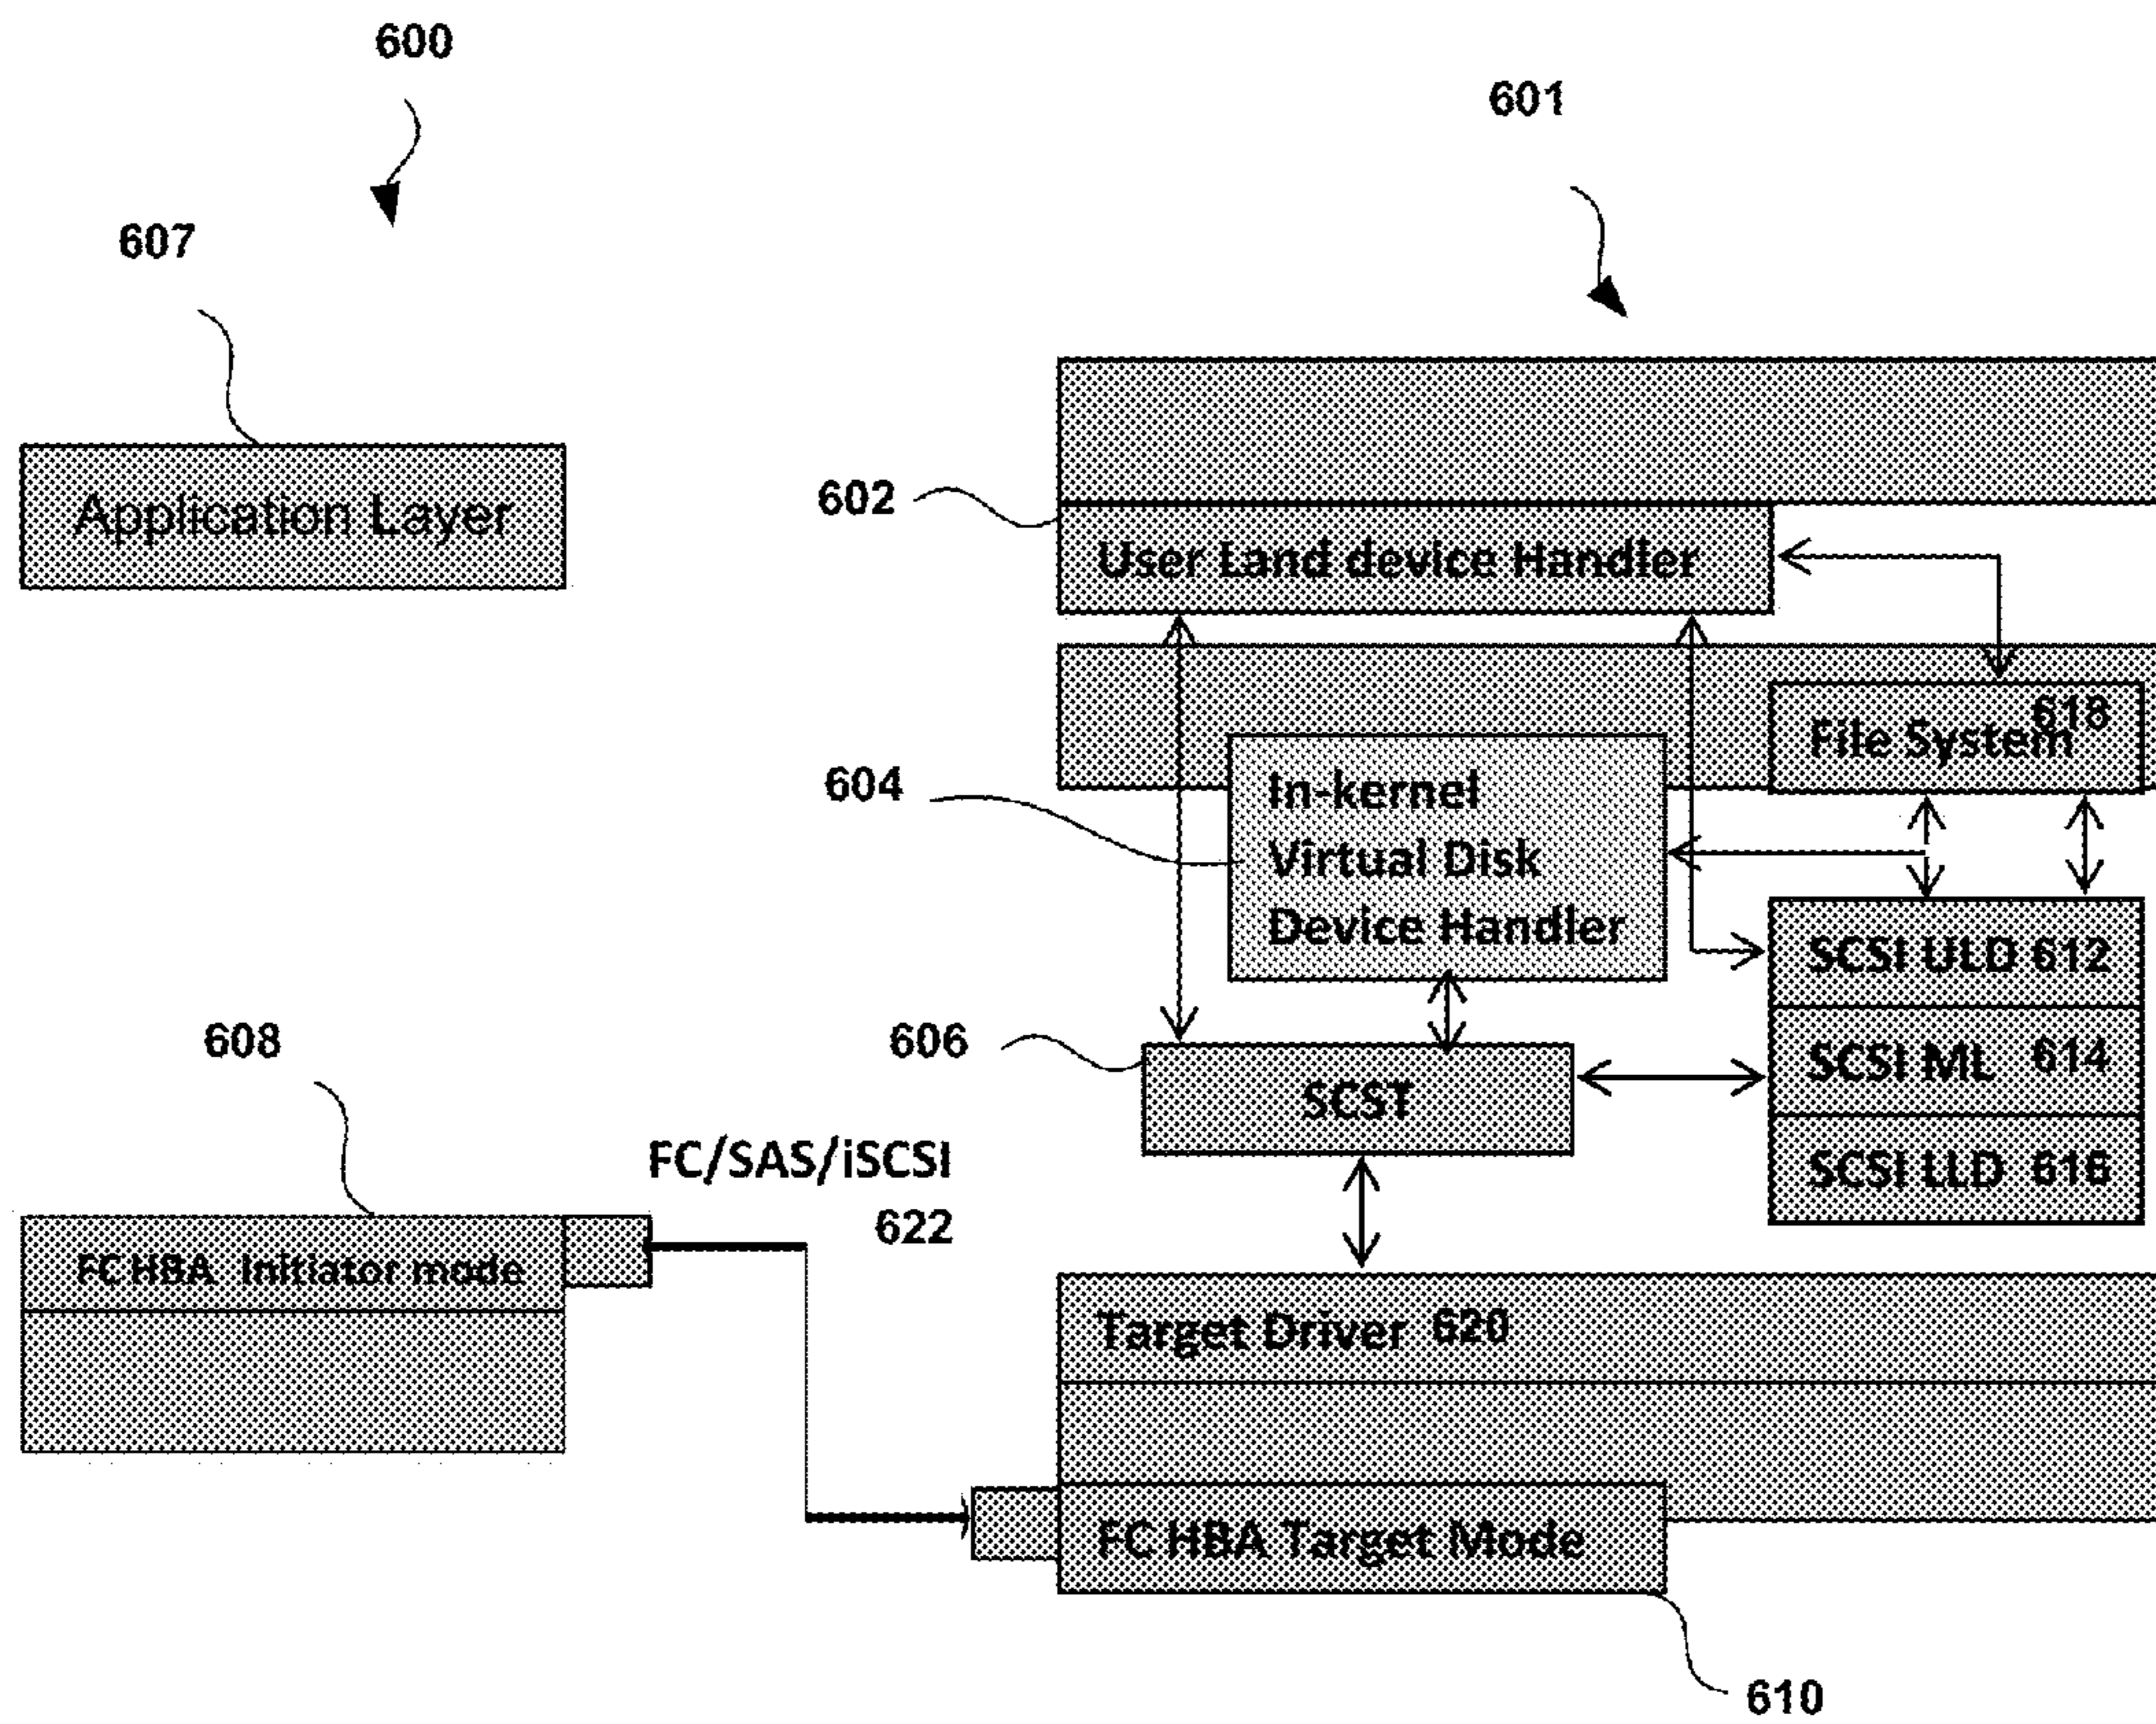 600
601
607
Application Layer
602
User Land device Handler
618
File System
604
In-kernel
Virtual Disk
Device Handler
SCSI ULD 612
606
SCST
SCSI ML 614
SCSI LLD 616
608
FC/SAS/iSCSI
622
FC HBA Initiator mode
Target Driver 620
FC HBA Target Mode
610